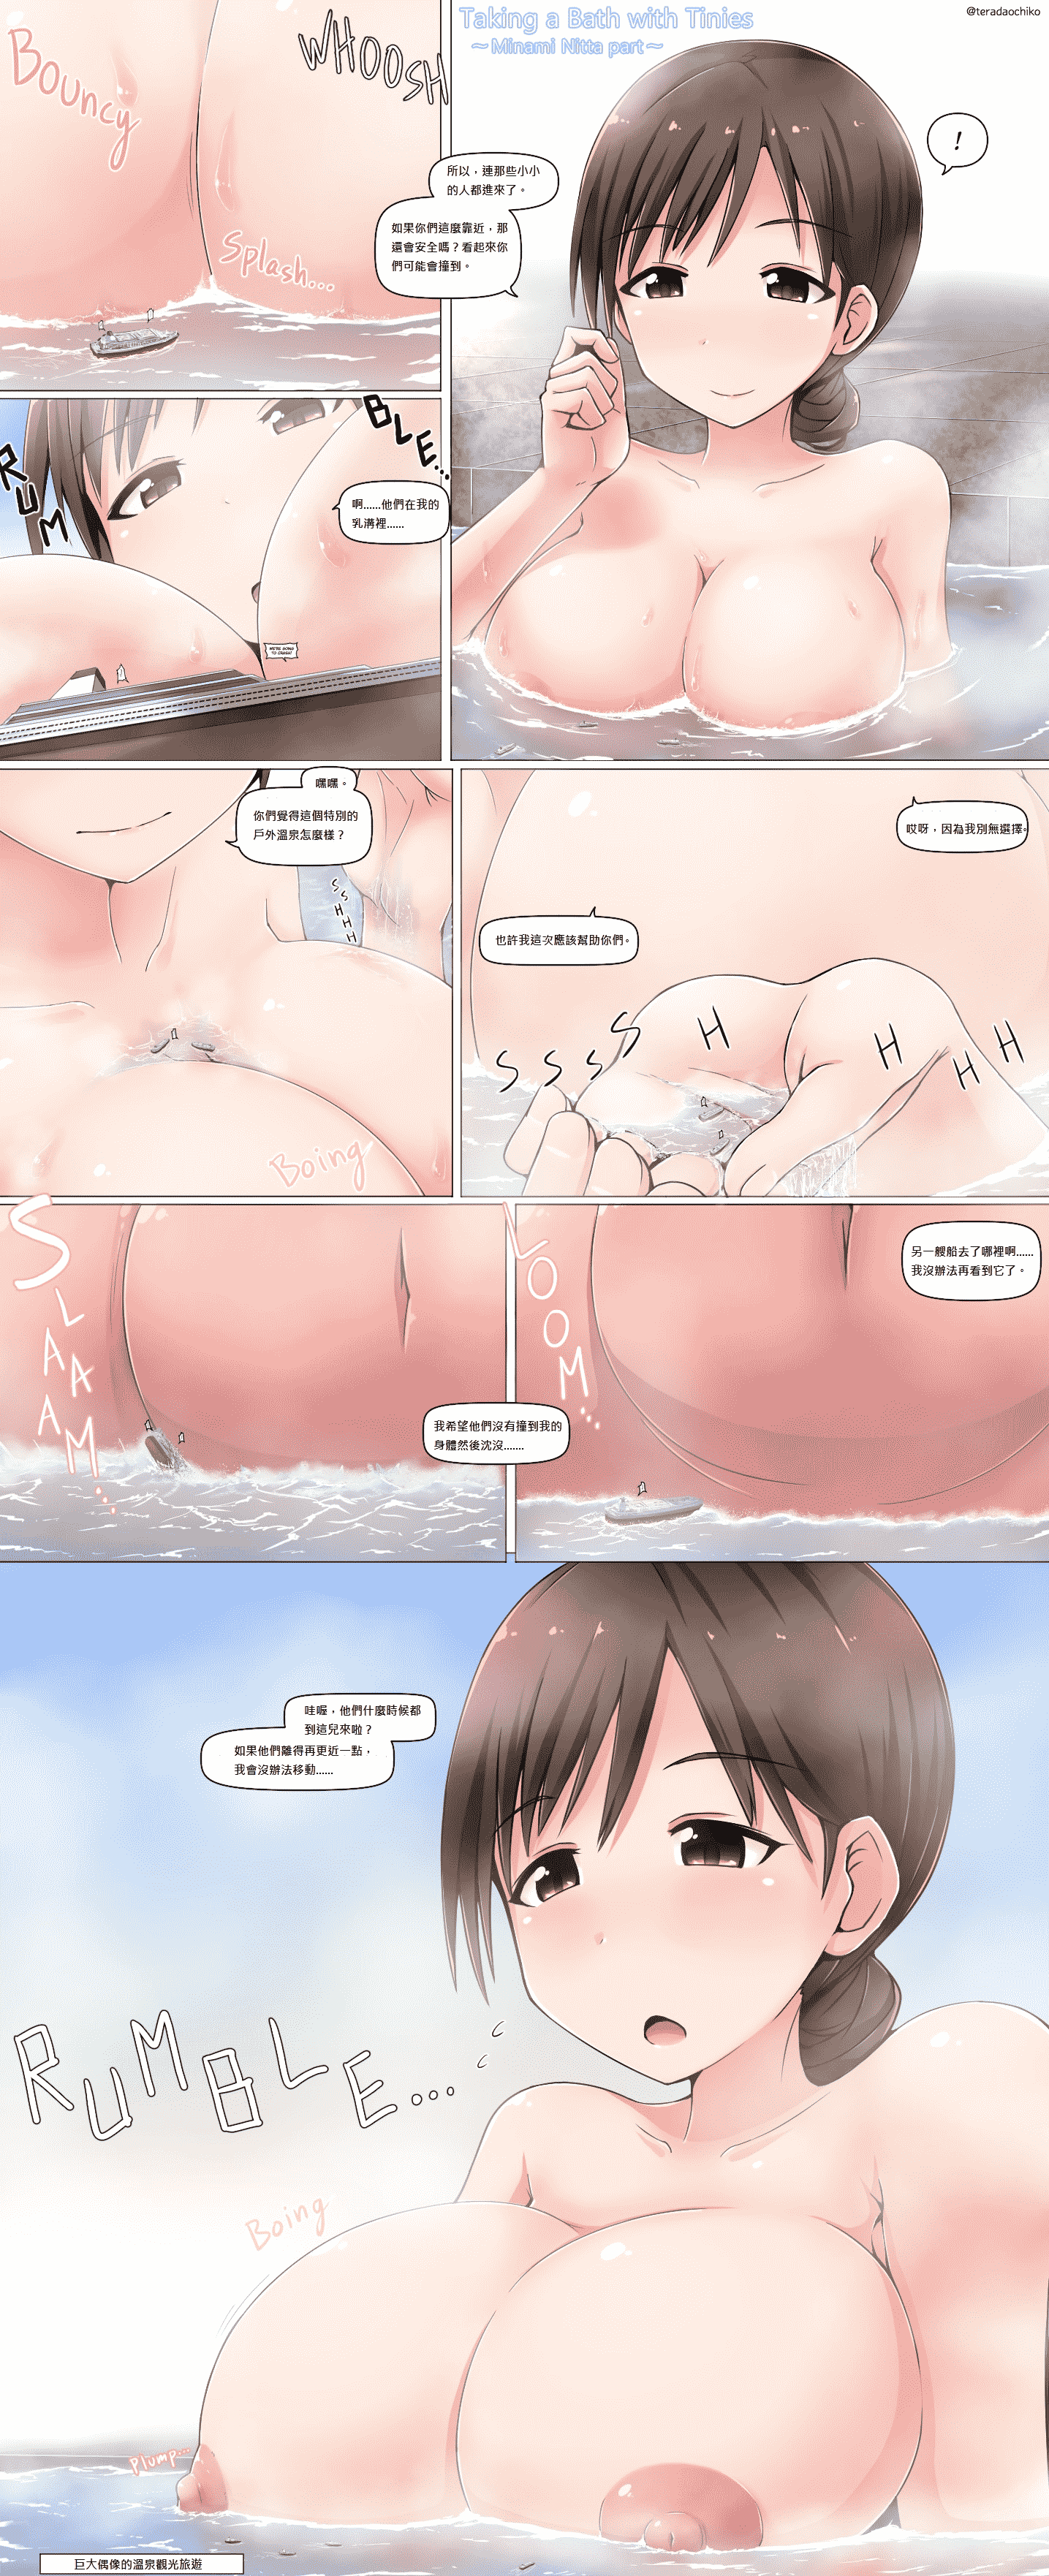 Taking a Bath with Tinies
～Minami Nitta part～
@teradaochiko
Bouncy
WHOOSH
!
所以，連那些小小
的人都進來了。
如果你們這麼靠近，那
還會安全嗎？看起來你
們可能會撞到。
Splash...
RUM
BLE...
啊......他們在我的
乳溝裡......
WE'RE GOING
TO CRASH!
嘿嘿。
你們覺得這個特別的
戶外溫泉怎麼樣？
SSHHH
Boing
哎呀，因為我別無選擇。
也許我這次應該幫助你們。
SSSSHHHH
SLAAAM...
LOOM...
另一艘船去了哪裡啊......
我沒辦法再看到它了。
我希望他們沒有撞到我的
身體然後沈沒.......
哇喔，他們什麼時候都
到這兒來啦？
如果他們離得再更近一點，
我會沒辦法移動......
RUMBLE...
Boing
Plump...
巨大偶像的溫泉觀光旅遊